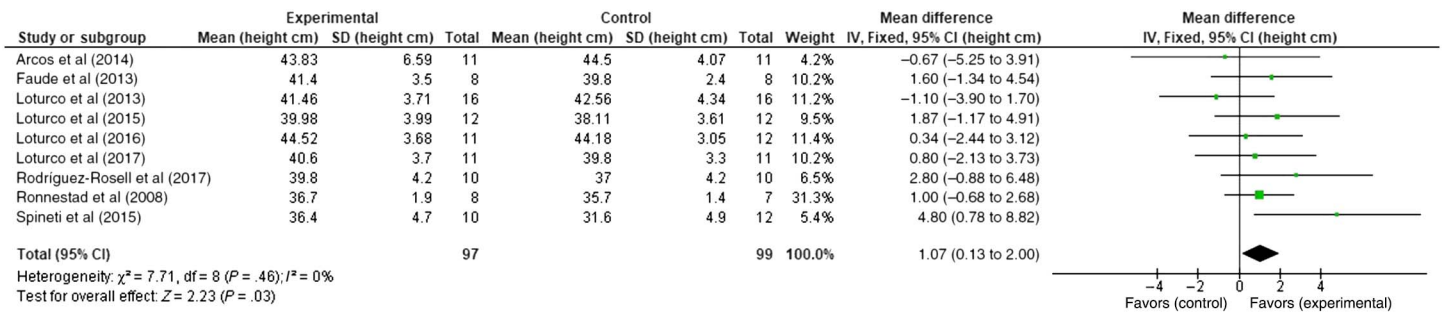 Experimental Control Mean difference Mean difference
Study or subgroup Mean (height cm) SD (height cm) Total Mean (height cm) SD (height cm) Total Weight IV, Fixed, 95% CI (height cm) IV, Fixed, 95% CI (height cm)
Arcos et al (2014) 43.83 6.59 11 44.5 4.07 11 4.2% −0.67 (−5.25 to 3.91)
Faude et al (2013) 41.4 3.5 8 39.8 2.4 8 10.2% 1.60 (−1.34 to 4.54)
Loturco et al (2013) 41.46 3.71 16 42.56 4.34 16 11.2% −1.10 (−3.90 to 1.70)
Loturco et al (2015) 39.98 3.99 12 38.11 3.61 12 9.5% 1.87 (−1.17 to 4.91)
Loturco et al (2016) 44.52 3.68 11 44.18 3.05 12 11.4% 0.34 (−2.44 to 3.12)
Loturco et al (2017) 40.6 3.7 11 39.8 3.3 11 10.2% 0.80 (−2.13 to 3.73)
Rodríguez-Rosell et al (2017) 39.8 4.2 10 37 4.2 10 6.5% 2.80 (−0.88 to 6.48)
Ronnestad et al (2008) 36.7 1.9 8 35.7 1.4 7 31.3% 1.00 (−0.68 to 2.68)
Spineti et al (2015) 36.4 4.7 10 31.6 4.9 12 5.4% 4.80 (0.78 to 8.82)
Total (95% CI) 97 99 100.0% 1.07 (0.13 to 2.00)
Heterogeneity: χ² = 7.71, df = 8 (P = .46); I² = 0%
Test for overall effect: Z = 2.23 (P = .03)
−4 −2 0 2 4
Favors (control) Favors (experimental)